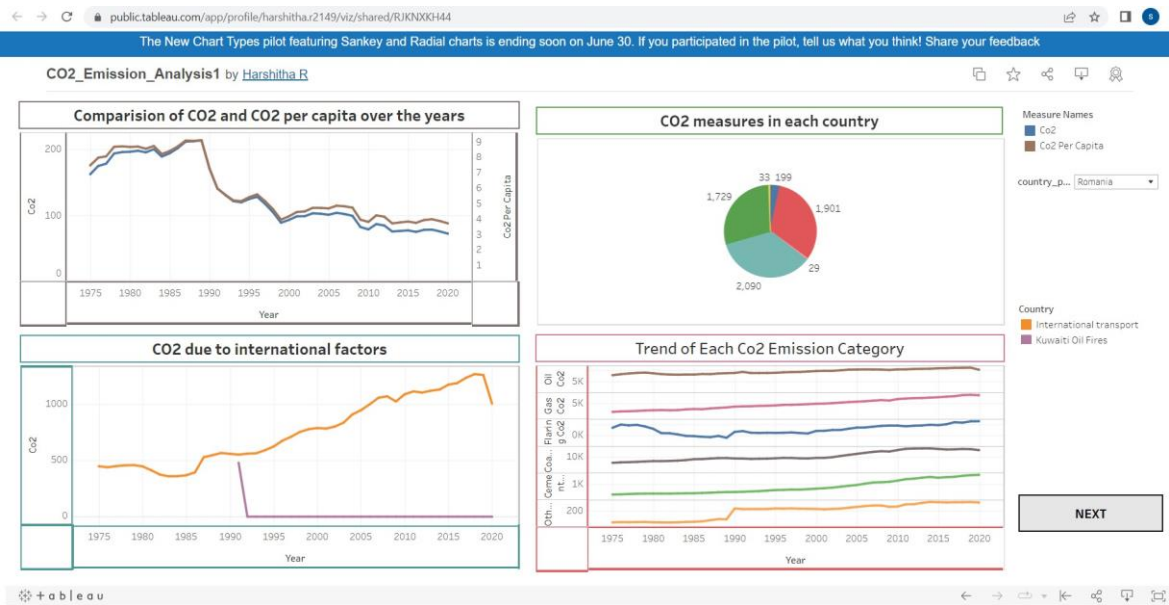 public.tableau.com/app/profile/harshitha.r2149/viz/shared/RJKNXKH44
S
The New Chart Types pilot featuring Sankey and Radial charts is ending soon on June 30. If you participated in the pilot, tell us what you think! Share your feedback
CO2_Emission_Analysis1 by Harshitha R
Comparision of CO2 and CO2 per capita over the years
200
100
0
Co2
9
8
7
6
5
4
3
2
1
Co2 Per Capita
1975 1980 1985 1990 1995 2000 2005 2010 2015 2020
Year
CO2 measures in each country
33 199
1,729
1,901
29
2,090
Measure Names
Co2
Co2 Per Capita
country_p... Romania
CO2 due to international factors
1000
500
0
Co2
1975 1980 1985 1990 1995 2000 2005 2010 2015 2020
Year
Trend of Each Co2 Emission Category
Oil Co2
5K
Gas Co2
5K
Flarin g Co2
0K
Coa...
10K
Ceme nt...
1K
Oth...
200
1975 1980 1985 1990 1995 2000 2005 2010 2015 2020
Year
Country
International transport
Kuwaiti Oil Fires
NEXT
+ableau